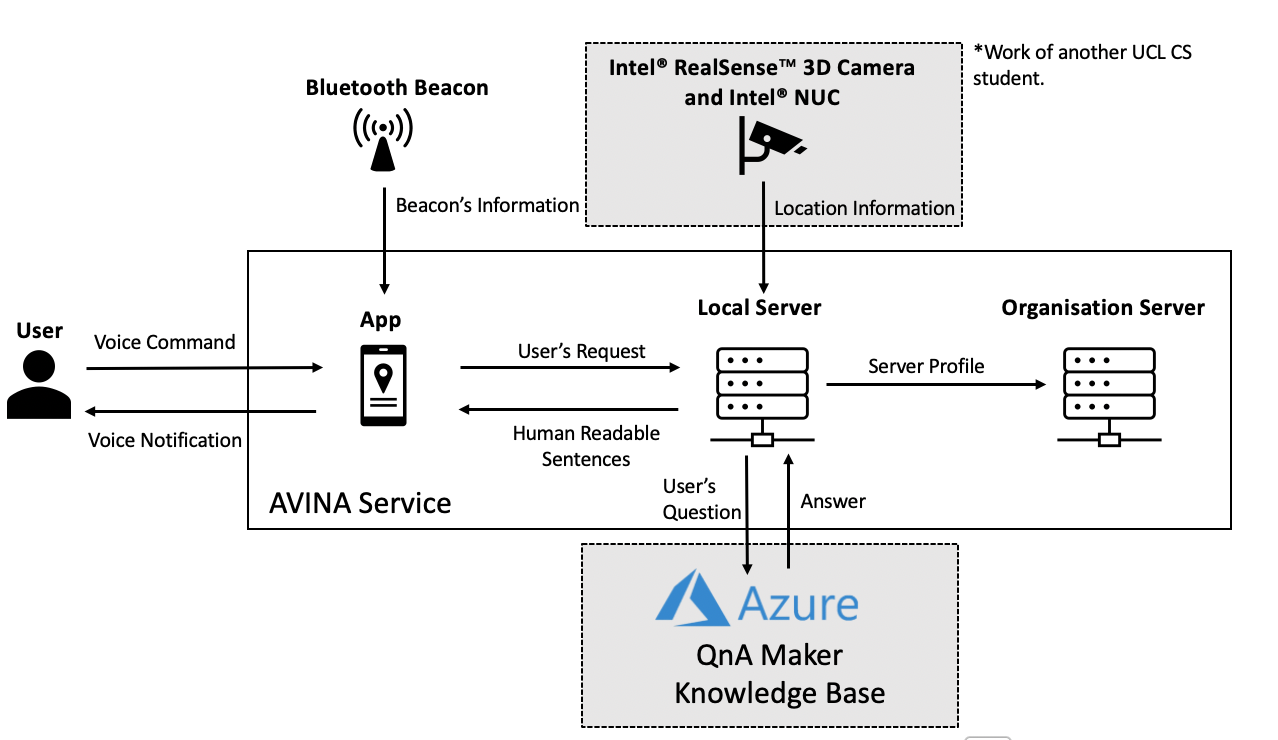 Intel® RealSense™ 3D Camera
and Intel® NUC
*Work of another UCL CS
student.
Bluetooth Beacon
Beacon's Information
Location Information
User
Voice Command
Voice Notification
App
User's Request
Human Readable
Sentences
Local Server
Server Profile
Organisation Server
AVINA Service
User's
Question
Answer
Azure
QnA Maker
Knowledge Base